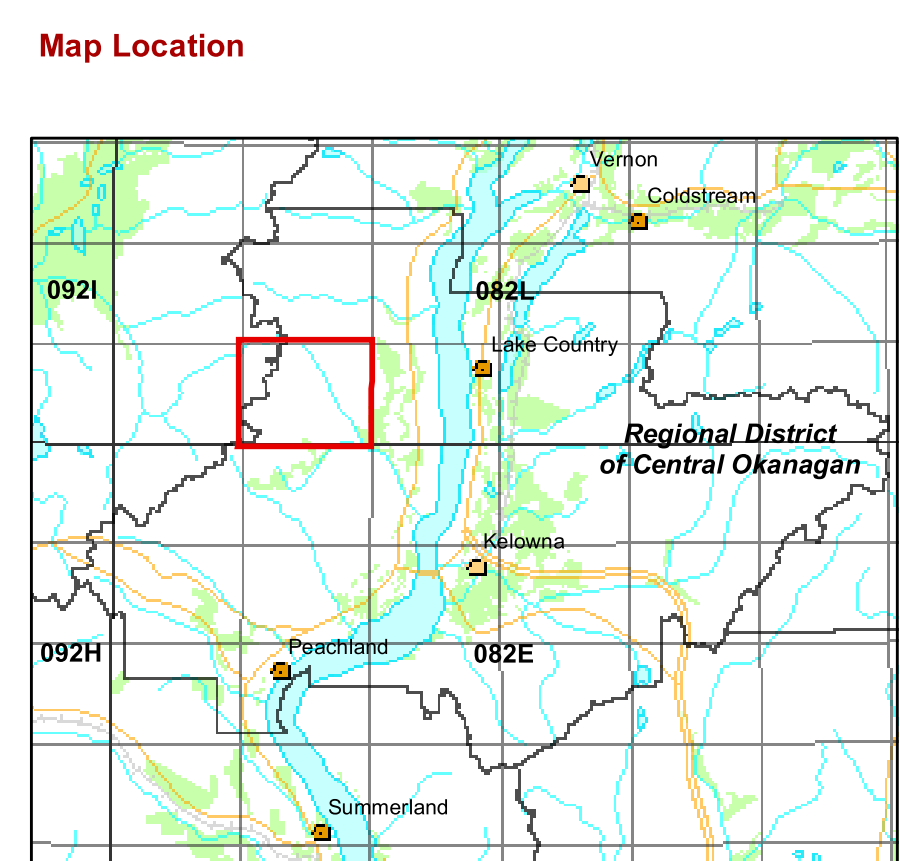 Map Location
Vernon
Coldstream
092I
082L
Lake Country
Regional District
of Central Okanagan
Kelowna
Peachland
092H
082E
Summerland